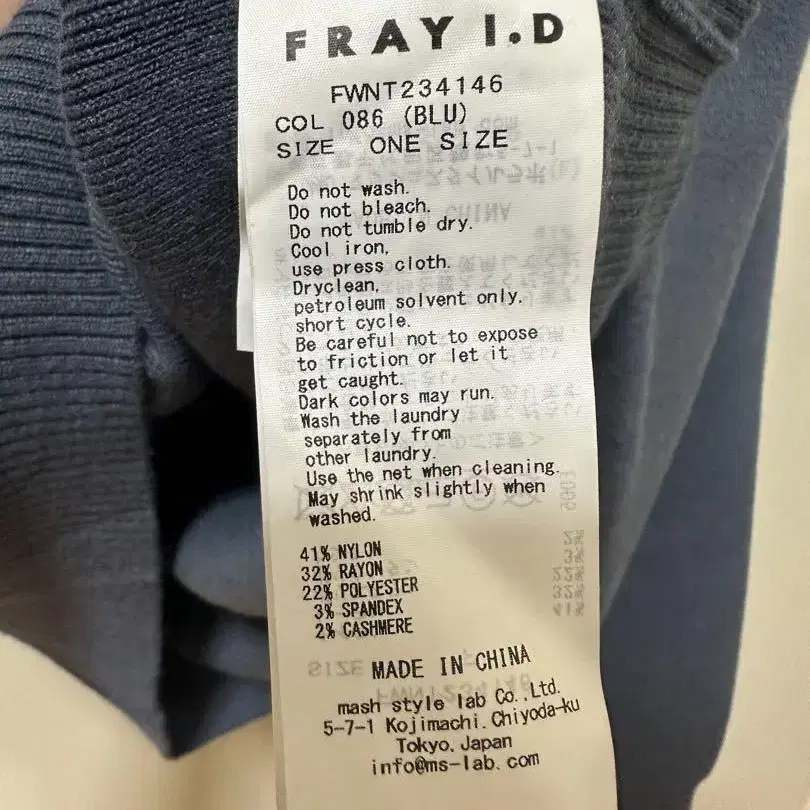 FRAY I.D
FWNT234146
COL 086 (BLU)
SIZE ONE SIZE
Do not wash.
Do not bleach.
Do not tumble dry.
Cool iron,
use press cloth.
Dryclean,
petroleum solvent only.
short cycle.
Be careful not to expose
to friction or let it
get caught.
Dark colors may run.
Wash the laundry
separately from
other laundry.
Use the net when cleaning.
May shrink slightly when
washed.
41% NYLON
32% RAYON
22% POLYESTER
3% SPANDEX
2% CASHMERE
MADE IN CHINA
mash style lab Co.,Ltd.
5-7-1 Kojimachi.Chiyoda-ku
Tokyo.Japan
info@ms-lab.com